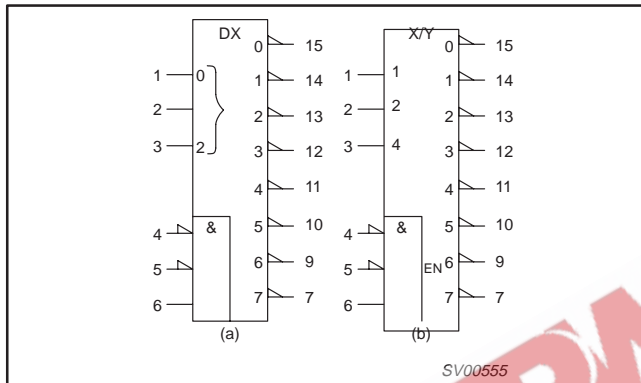 DX X/Y
0 15 0 15
1 0 1 14 1 1 1 14
2 2 13 2 2 2 13
3 2 3 12 3 4 3 12
4 11 4 11
& 5 10 & 5 10
4 4
5 6 9 5 EN 6 9
6 7 7 6 7 7
(a) (b)
SV00555